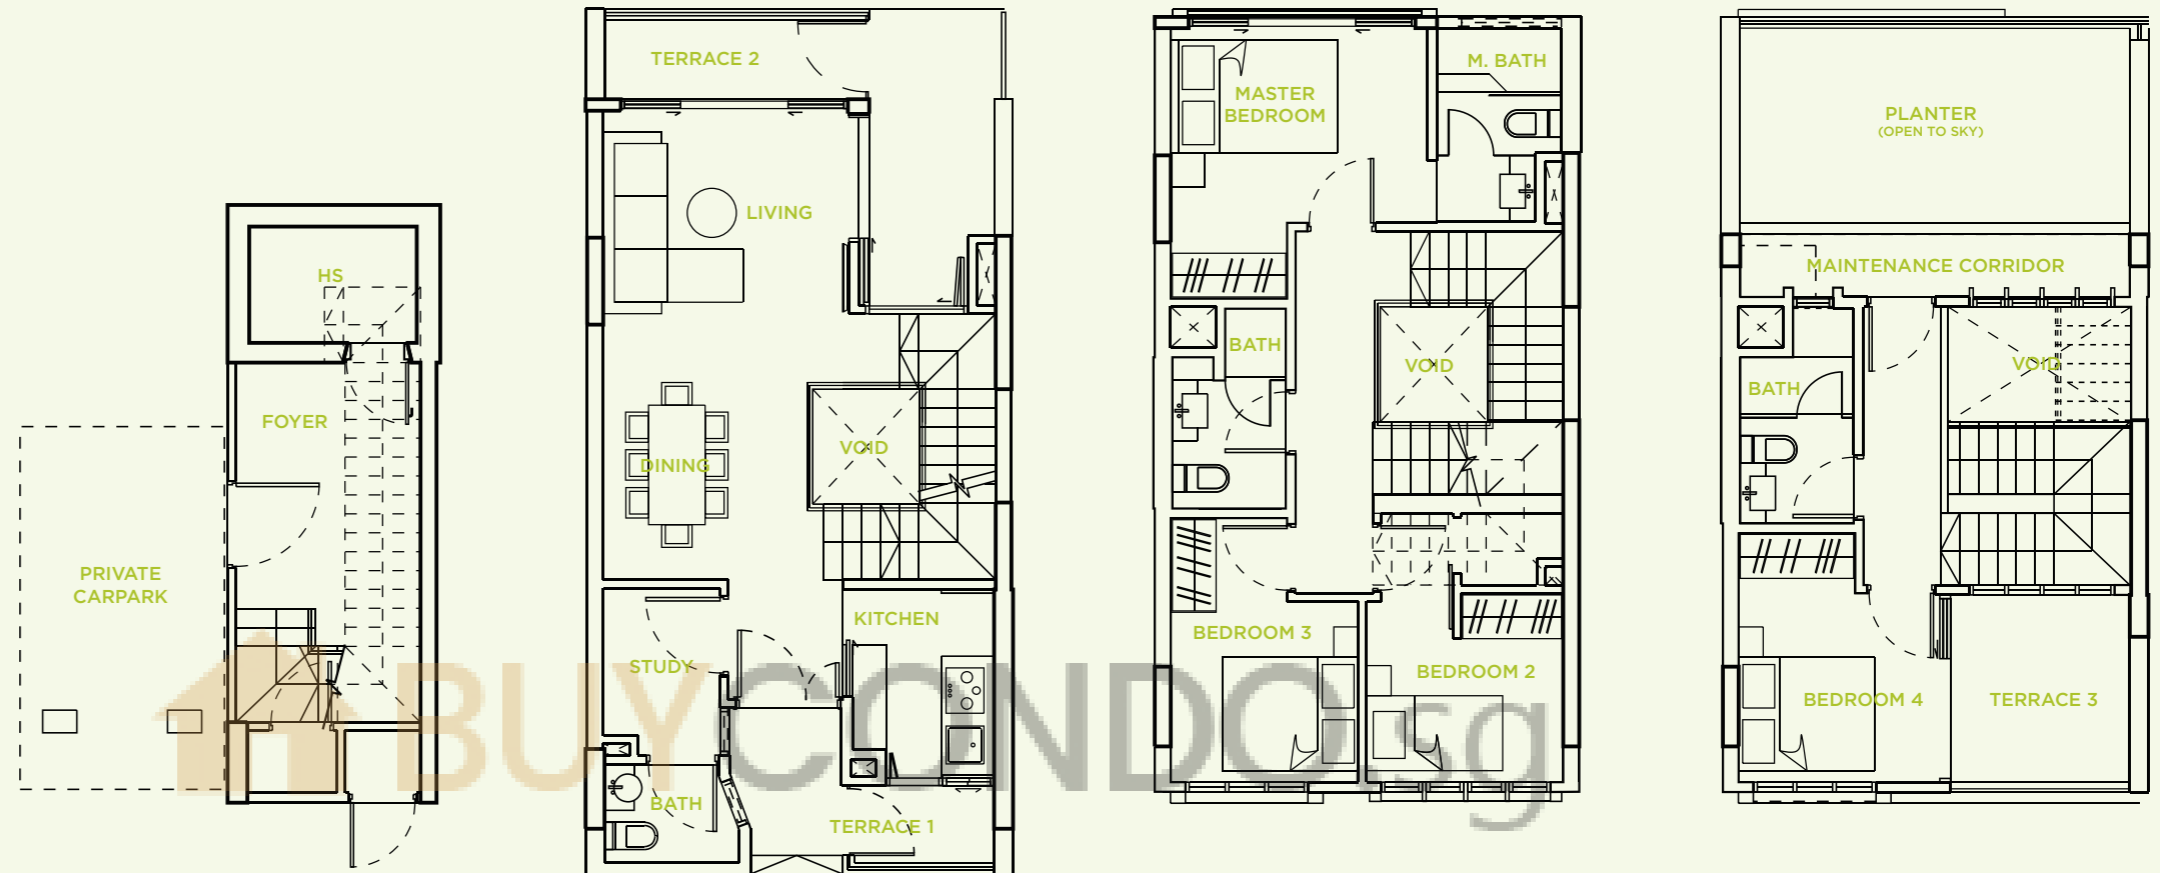 HS
FOYER
PRIVATE
CARPARK
TERRACE 2
LIVING
DINING
VOID
KITCHEN
STUDY
BATH
TERRACE 1
MASTER
BEDROOM
M. BATH
BATH
VOID
BEDROOM 3
BEDROOM 2
PLANTER
(OPEN TO SKY)
MAINTENANCE CORRIDOR
VOID
BATH
BEDROOM 4
TERRACE 3
BUYCONDO.sg